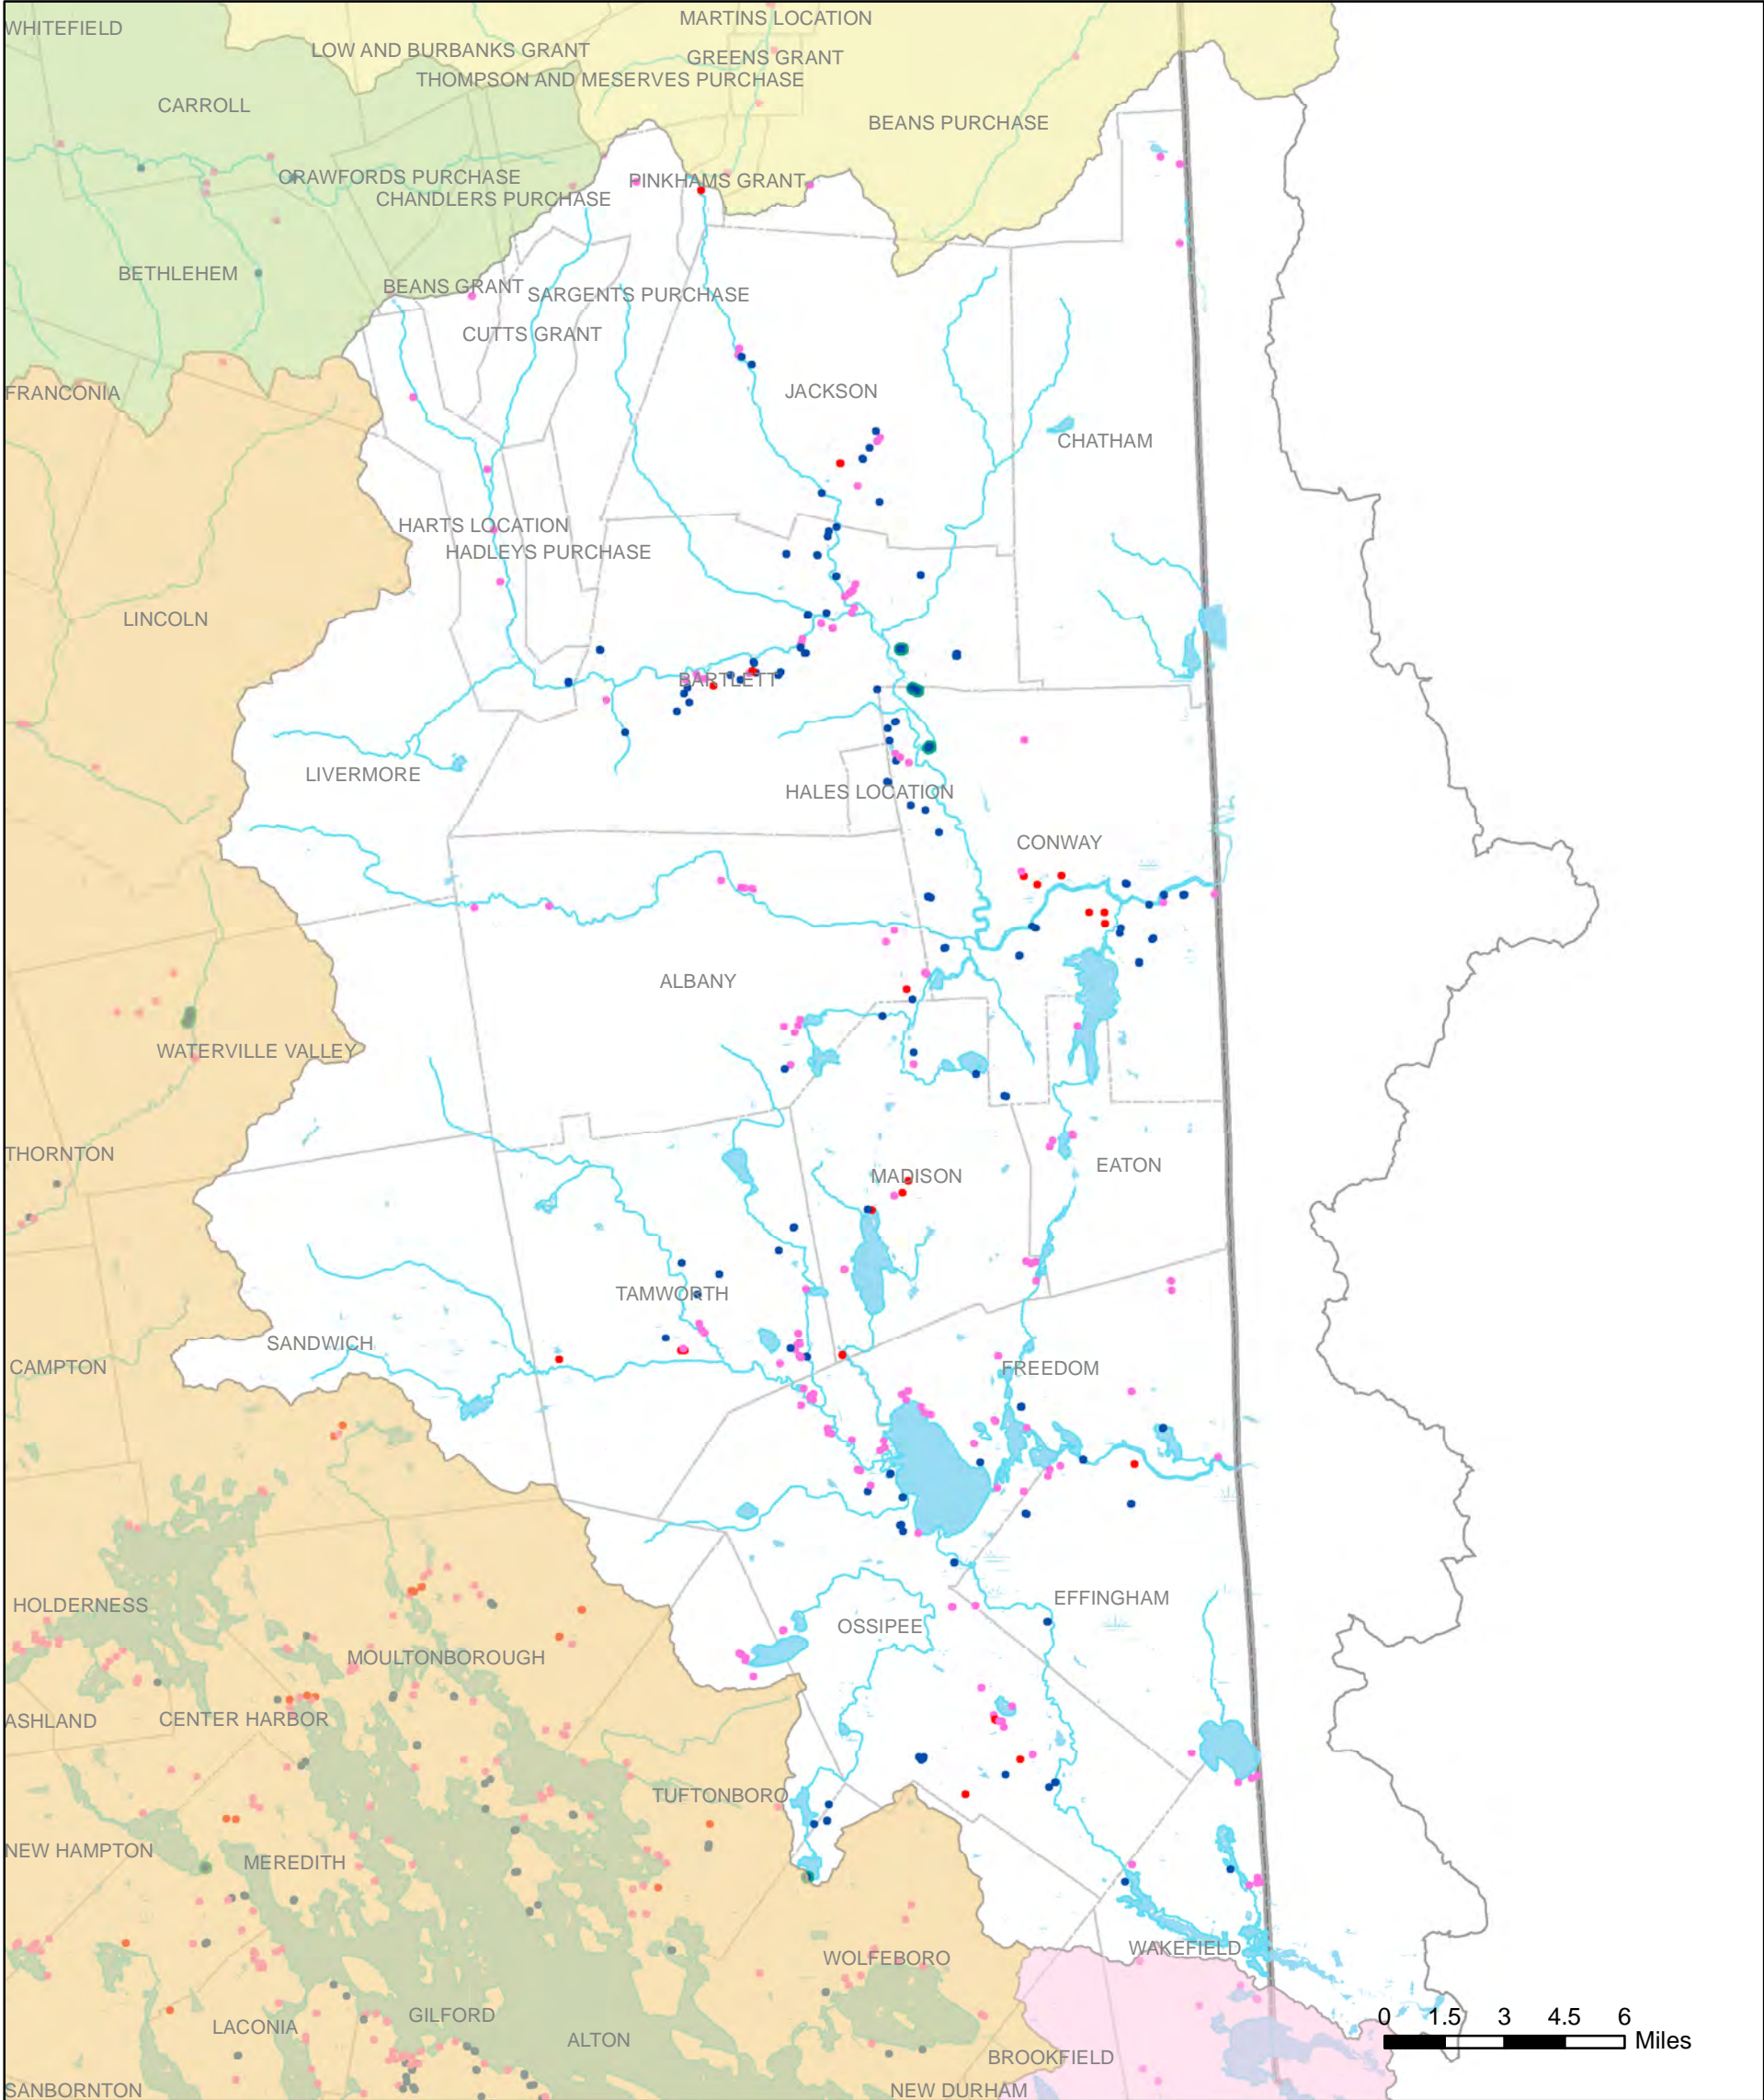 MARTINS LOCATION
WHITEFIELD
LOW AND BURBANKS GRANT
GREENS GRANT
THOMPSON AND MESERVES PURCHASE
CARROLL
BEANS PURCHASE
CRAWFORDS PURCHASE
PINKHAMS GRANT
CHANDLERS PURCHASE
BETHLEHEM
BEANS GRANT
SARGENTS PURCHASE
CUTTS GRANT
FRANCONIA
JACKSON
CHATHAM
HARTS LOCATION
HADLEYS PURCHASE
LINCOLN
BARTLETT
LIVERMORE
HALES LOCATION
CONWAY
ALBANY
WATERVILLE VALLEY
THORNTON
EATON
MADISON
TAMWORTH
SANDWICH
CAMPTON
FREEDOM
EFFINGHAM
HOLDERNESS
OSSIPEE
MOULTONBOROUGH
ASHLAND
CENTER HARBOR
TUFTONBORO
NEW HAMPTON
MEREDITH
WAKEFIELD
WOLFEBORO
GILFORD
LACONIA
0 1.5 3 4.5 6
Miles
ALTON
BROOKFIELD
SANBORNTON
NEW DURHAM